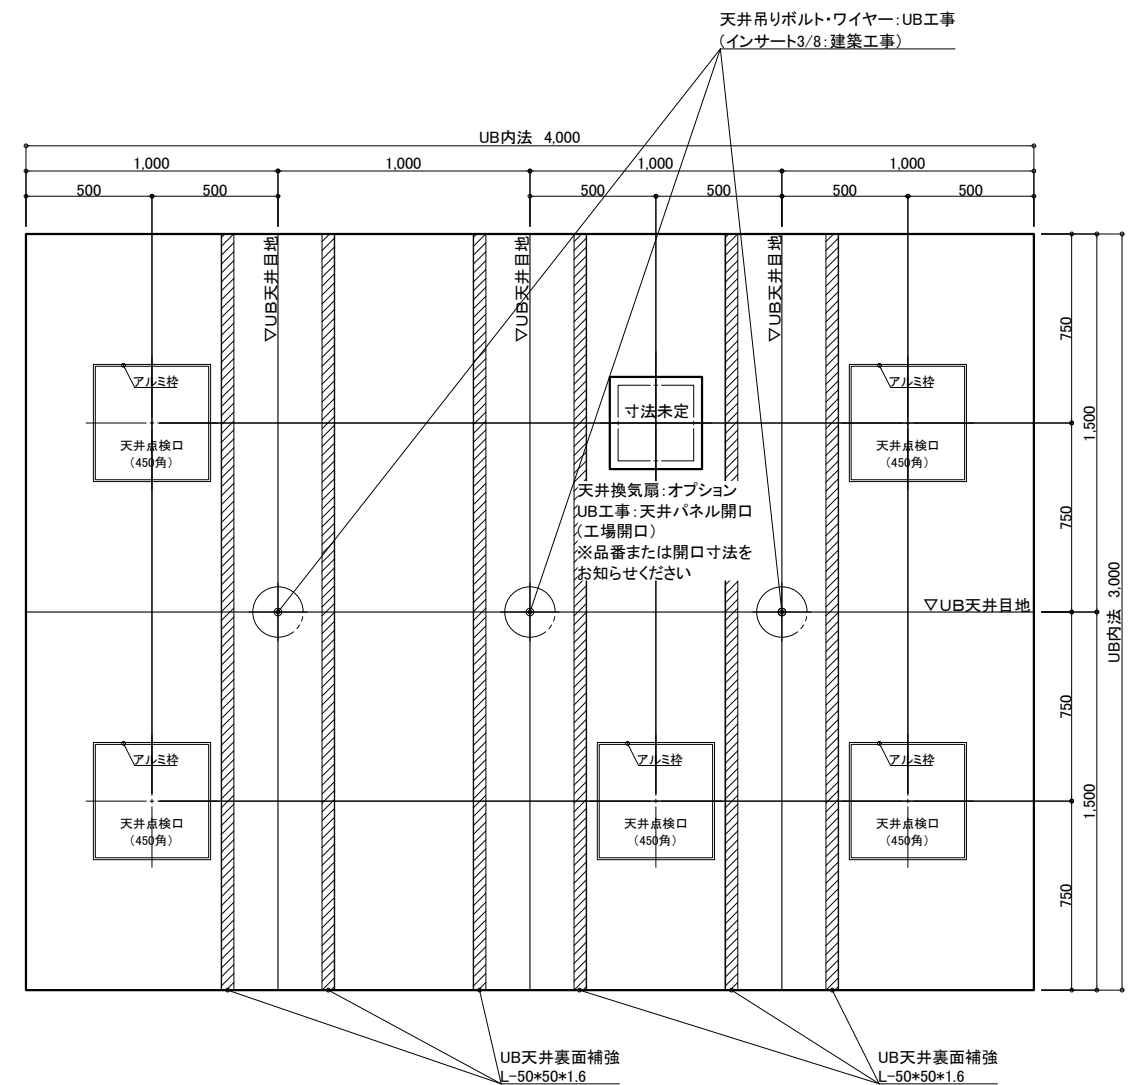 天井吊りボルト・ワイヤー：UB工事
（インサート3/8：建築工事）
UB内法 4,000
1,000
1,000
1,000
1,000
500
500
500
500
500
500
▽UB天井目地
▽UB天井目地
▽UB天井目地
アルミ枠
天井点検口
（450角）
寸法未定
アルミ枠
天井点検口
（450角）
天井換気扇：オプション
UB工事：天井パネル開口
（工場開口）
※品番または開口寸法を
お知らせください
▽UB天井目地
アルミ枠
天井点検口
（450角）
アルミ枠
天井点検口
（450角）
アルミ枠
天井点検口
（450角）
750
750
750
750
1,500
1,500
UB内法 3,000
UB天井裏面補強
L-50*50*1.6
UB天井裏面補強
L-50*50*1.6